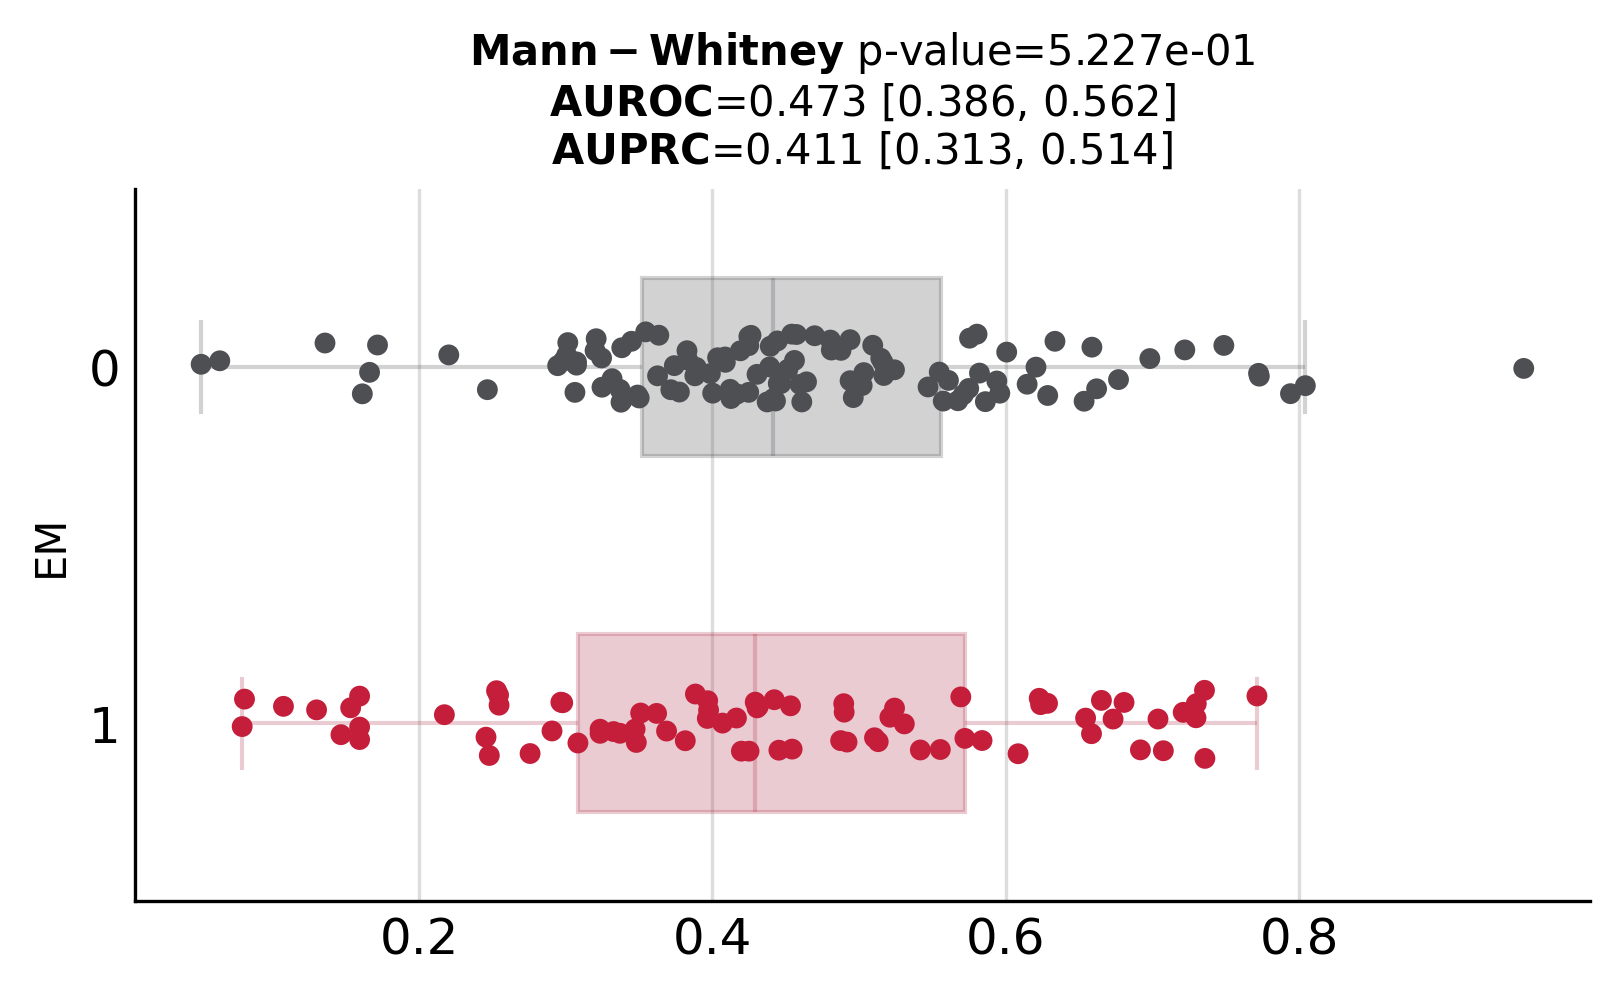 Mann − Whitney p-value=5.227e-01
AUROC=0.473 [0.386, 0.562]
AUPRC=0.411 [0.313, 0.514]
0
EM
1
0.2 0.4 0.6 0.8